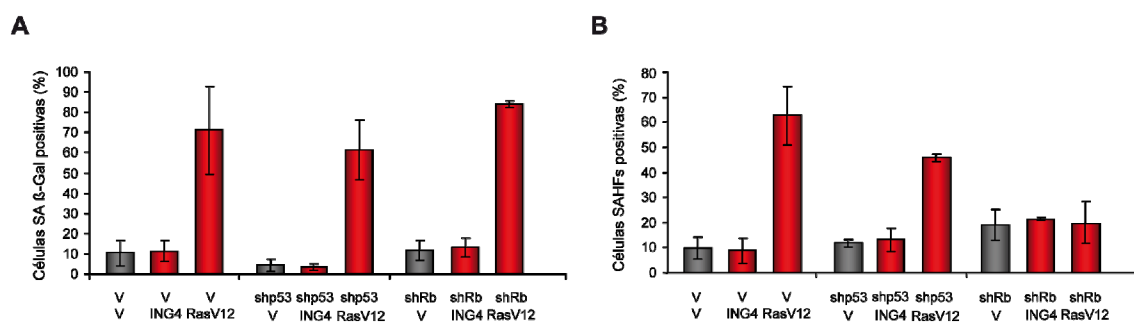 A
Células SA ß-Gal positivas (%)
100
90
80
70
60
50
40
30
20
10
0
V V V shp53 shp53 shp53 shRb shRb shRb
V ING4 RasV12 V ING4 RasV12 V ING4 RasV12
B
Células SAHFs positivas (%)
80
70
60
50
40
30
20
10
0
V V V shp53 shp53 shp53 shRb shRb shRb
V ING4 RasV12 V ING4 RasV12 V ING4 RasV12